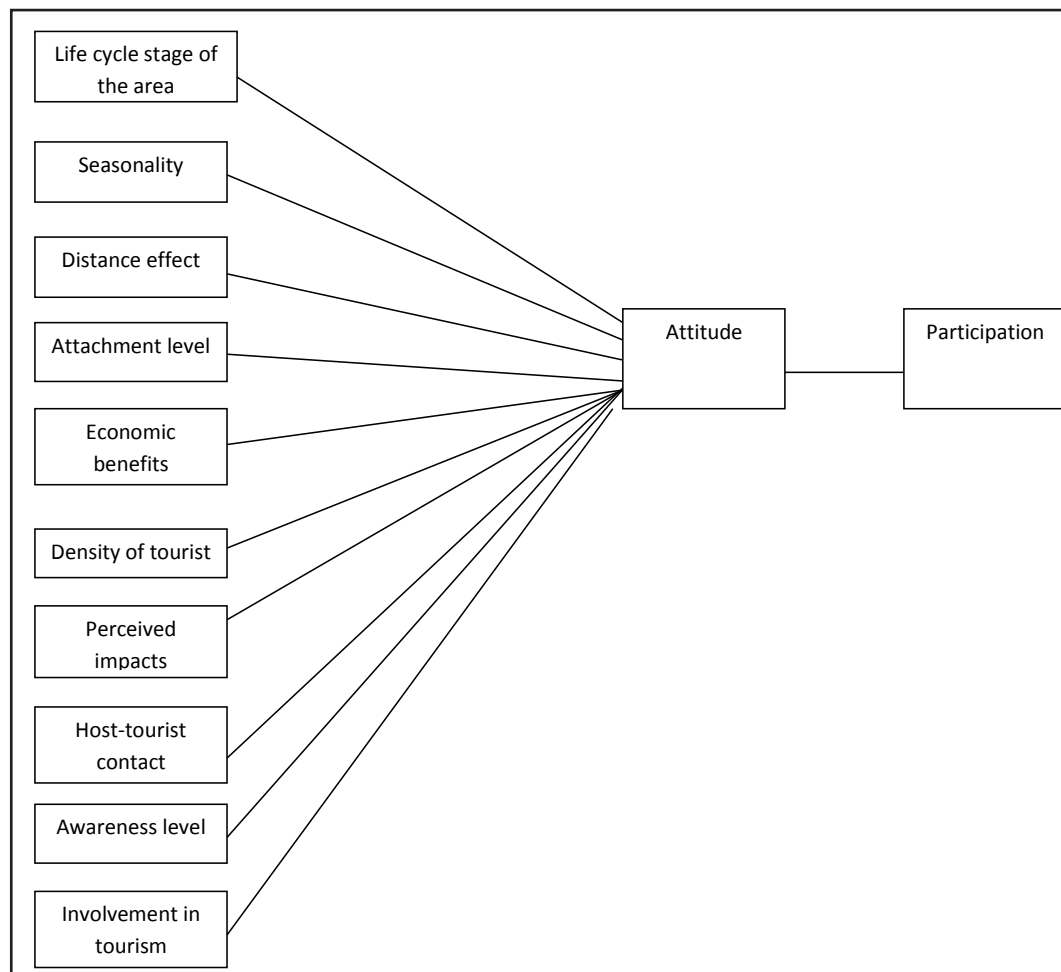 Life cycle stage of
the area
Seasonality
Distance effect
Attachment level
Economic
benefits
Density of tourist
Perceived
impacts
Host-tourist
contact
Awareness level
Involvement in
tourism
Attitude
Participation